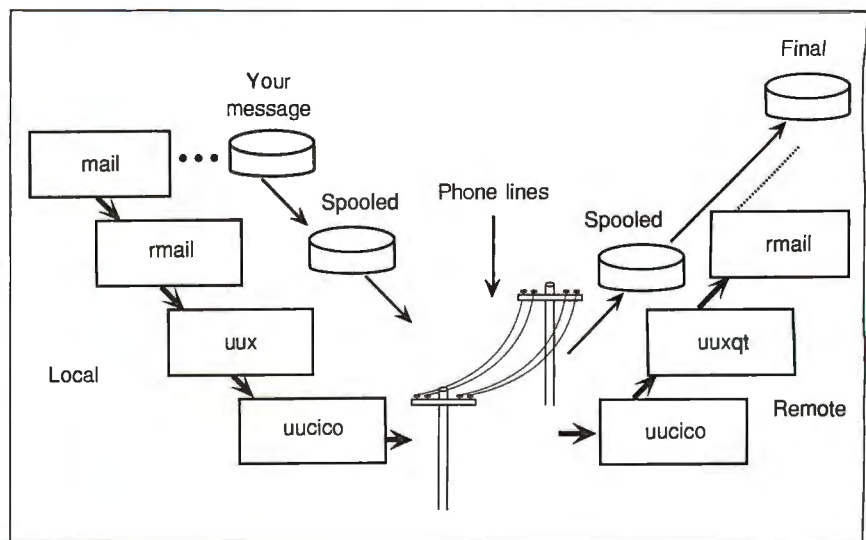 Final
Your
message
mail
Spooled
Phone lines
Spooled
rmail
rmail
uux
uuxqt
Local
Remote
uucico
uucico